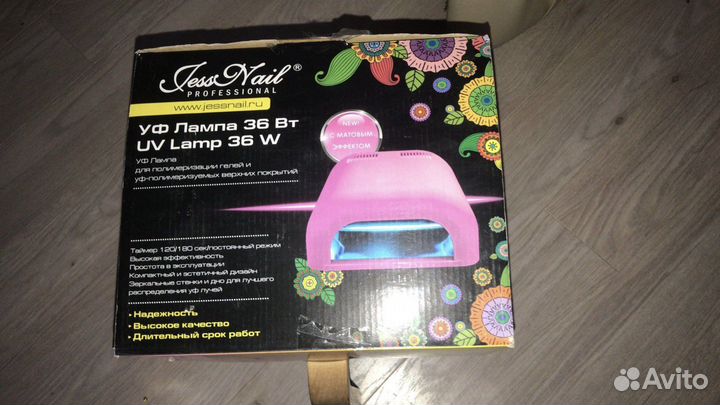 JessNail®
PROFESSIONAL
www.jessnail.ru
УФ Лампа 36 Вт
UV Lamp 36 W
УФ Лампа
для полимеризации гелей и
уф-полимеризуемых верхних покрытий
NEW!
С МАТОВЫМ
ЭФФЕКТОМ
Таймер 120/180 сек/постоянный режим
Высокая эффективность
Простота в эксплуатации
Компактный и эстетичный дизайн
Зеркальные стенки и дно для лучшего
распределения уф лучей
• Надежность
• Высокое качество
• Длительный срок работ
Avito